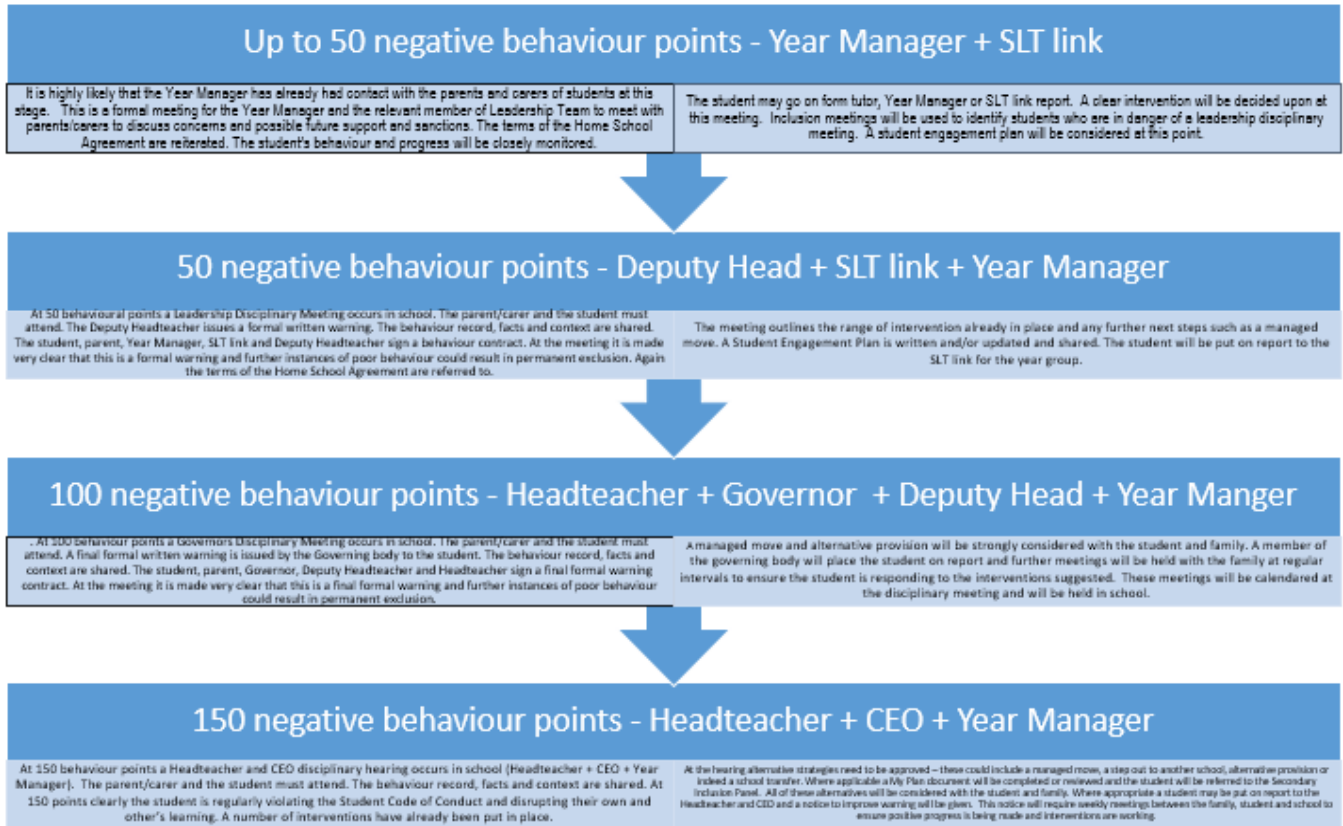 Up to 50 negative behaviour points - Year Manager + SLT link
It is highly likely that the Year Manager has already had contact with the parents and carers of students at this
stage. This is a formal meeting for the Year Manager and the relevant member of Leadership Team to meet with
parents/carers to discuss concerns and possible future support and sanctions. The terms of the Home School
Agreement are reiterated. The student's behaviour and progress will be closely monitored.
The student may go on form tutor, Year Manager or SLT link report. A clear intervention will be decided upon at
this meeting. Inclusion meetings will be used to identify students who are in danger of a leadership disciplinary
meeting. A student engagement plan will be considered at this point.
50 negative behaviour points - Deputy Head + SLT link + Year Manager
At 50 behavioural points a Leadership Disciplinary Meeting occurs in school. The parent/carer and the student must
attend. The Deputy Headteacher issues a formal written warning. The behaviour record, facts and context are shared.
The student, parent, Year Manager, SLT link and Deputy Headteacher sign a behaviour contract. At the meeting it is made
very clear that this is a formal warning and further instances of poor behaviour could result in permanent exclusion. Again
the terms of the Home School Agreement are referred to.
The meeting outlines the range of intervention already in place and any further next steps such as a managed
move. A Student Engagement Plan is written and/or updated and shared. The student will be put on report to the
SLT link for the year group.
100 negative behaviour points - Headteacher + Governor + Deputy Head + Year Manger
. At 100 behaviour points a Governors Disciplinary Meeting occurs in school. The parent/carer and the student must
attend. A final formal written warning is issued by the Governing body to the student. The behaviour record, facts and
context are shared. The student, parent, Governor, Deputy Headteacher and Headteacher sign a final formal warning
contract. At the meeting it is made very clear that this is a final formal warning and further instances of poor behaviour
could result in permanent exclusion.
A managed move and alternative provision will be strongly considered with the student and family. A member of
the governing body will place the student on report and further meetings will be held with the family at regular
intervals to ensure the student is responding to the interventions suggested. These meetings will be calendared at
the disciplinary meeting and will be held in school.
150 negative behaviour points - Headteacher + CEO + Year Manager
At 150 behaviour points a Headteacher and CEO disciplinary hearing occurs in school (Headteacher + CEO + Year
Manager). The parent/carer and the student must attend. The behaviour record, facts and context are shared. At
150 points clearly the student is regularly violating the Student Code of Conduct and disrupting their own and
other's learning. A number of interventions have already been put in place.
At the hearing alternative strategies need to be approved – these could include a managed move, a step out to another school, alternative provision or
indeed a school transfer. Where applicable a My Plan document will be completed or reviewed and the student will be referred to the Secondary
Inclusion Panel. All of these alternatives will be considered with the student and family. Where appropriate a student may be put on report to the
Headteacher and CEO and a notice to improve warning will be given. This notice will require weekly meetings between the family, student and school to
ensure positive progress is being made and interventions are working.